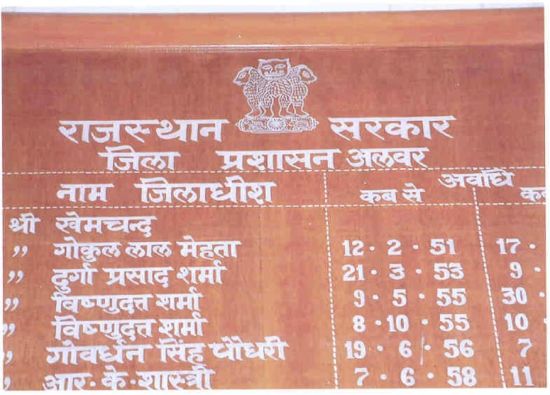 राजस्थान सरकार
जिला प्रशासन अलवर
नाम जिलाधीश कब से अवधि
श्री खेमचन्द
,, गोकुल लाल मेहता 12 · 2 · 51 17 ·
,, दुर्गा प्रसाद शर्मा 21 · 3 · 53 9 ·
,, विष्णुदत्त शर्मा 9 · 5 · 55 30 ·
,, विष्णुदत्त शर्मा 8 · 10 · 55 10 ·
,, गोवर्धन सिंह चौधरी 19 · 6 · 56 7
,, आर· के· शास्त्री 7 · 6 · 58 11